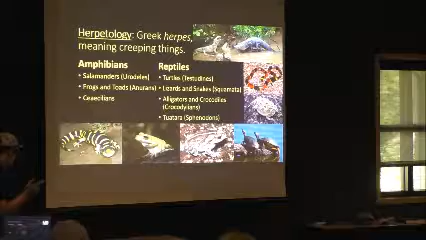 Herpetology: Greek herpes,
meaning creeping things.
Amphibians
• Salamanders (Urodeles)
• Frogs and Toads (Anurans)
• Ceaecilians
Reptiles
• Turtles (Testudines)
• Lizards and Snakes (Squamata)
• Alligators and Crocodiles
(Crocodylians)
• Tuatara (Sphenodons)